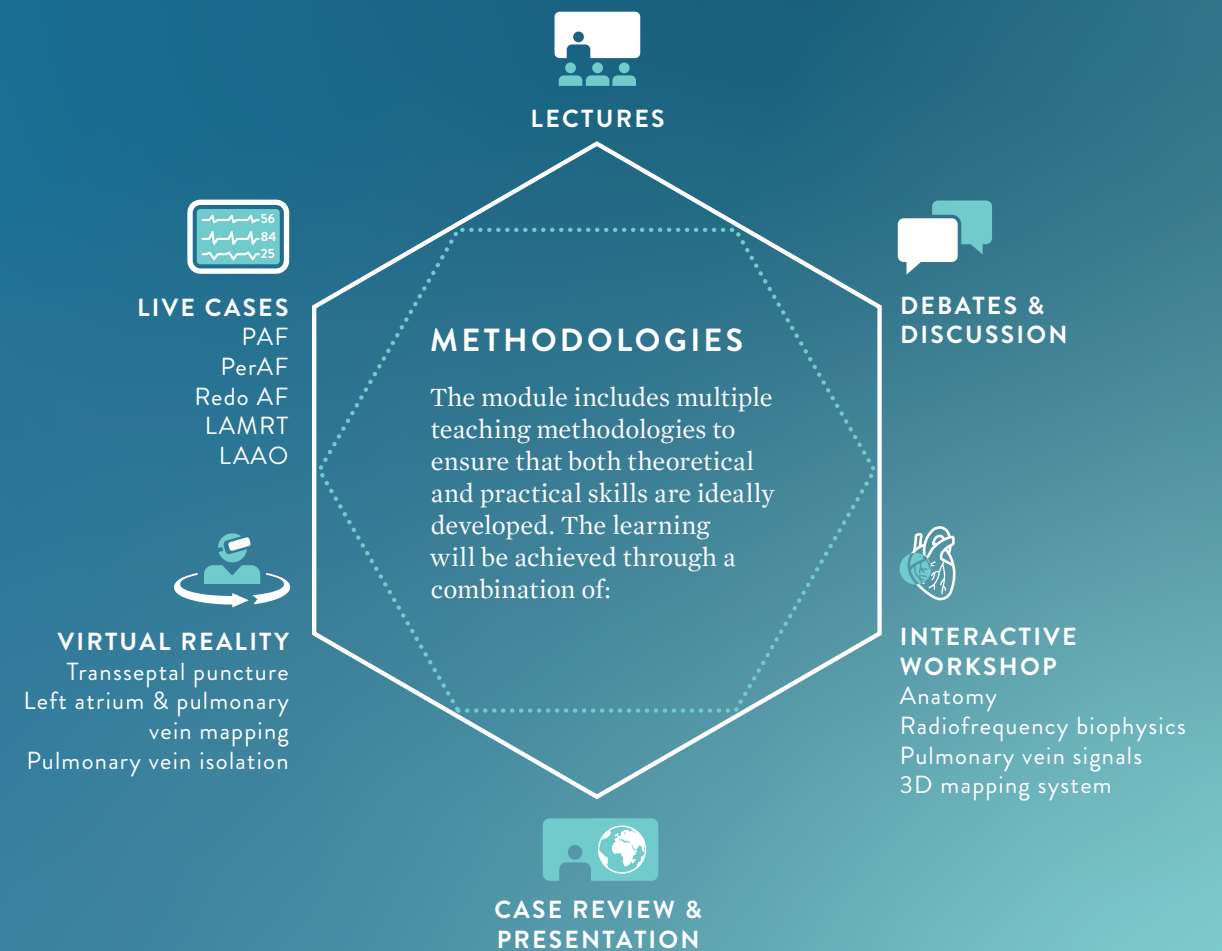 LECTURES
56
84
25
LIVE CASES
PAF
PerAF
Redo AF
LAMRT
LAAO
DEBATES &
DISCUSSION
METHODOLOGIES
The module includes multiple
teaching methodologies to
ensure that both theoretical
and practical skills are ideally
developed. The learning
will be achieved through a
combination of:
VIRTUAL REALITY
Transseptal puncture
Left atrium & pulmonary
vein mapping
Pulmonary vein isolation
INTERACTIVE
WORKSHOP
Anatomy
Radiofrequency biophysics
Pulmonary vein signals
3D mapping system
CASE REVIEW &
PRESENTATION